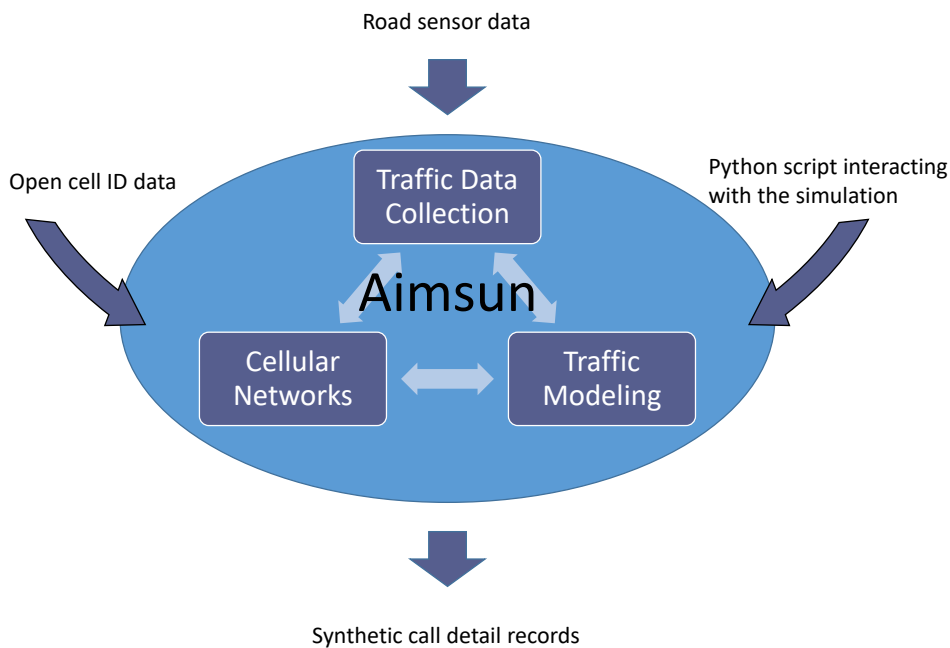 Road sensor data
Open cell ID data
Python script interacting
with the simulation
Traffic Data
Collection
Aimsun
Cellular
Networks
Traffic
Modeling
Synthetic call detail records